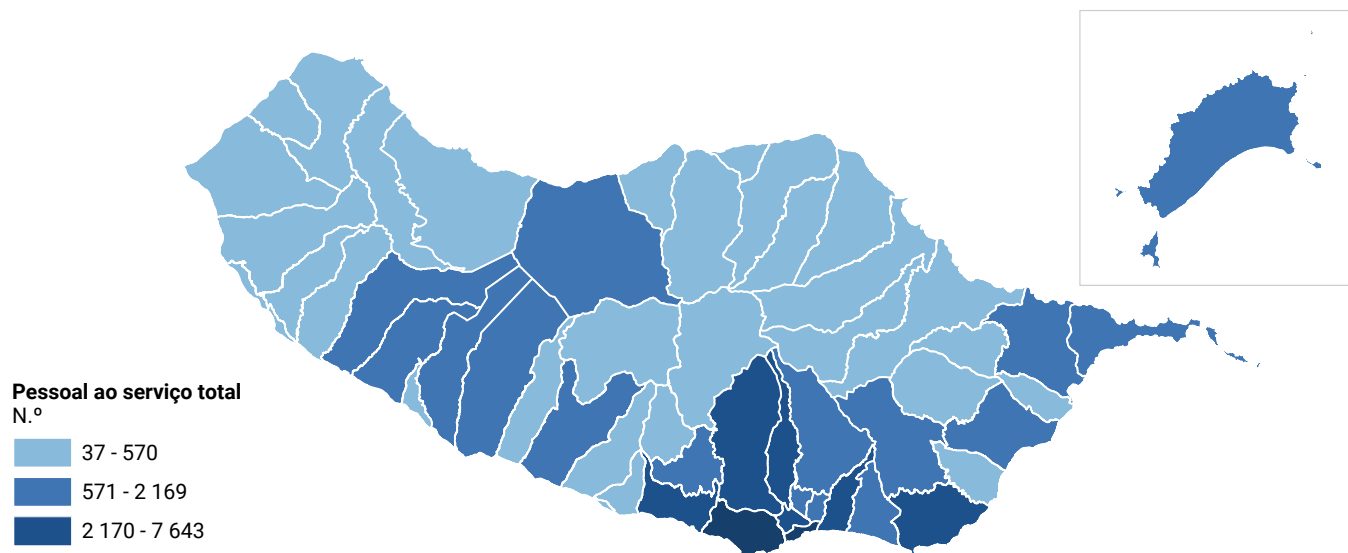 Pessoal ao serviço total
N.º
37 - 570
571 - 2 169
2 170 - 7 643